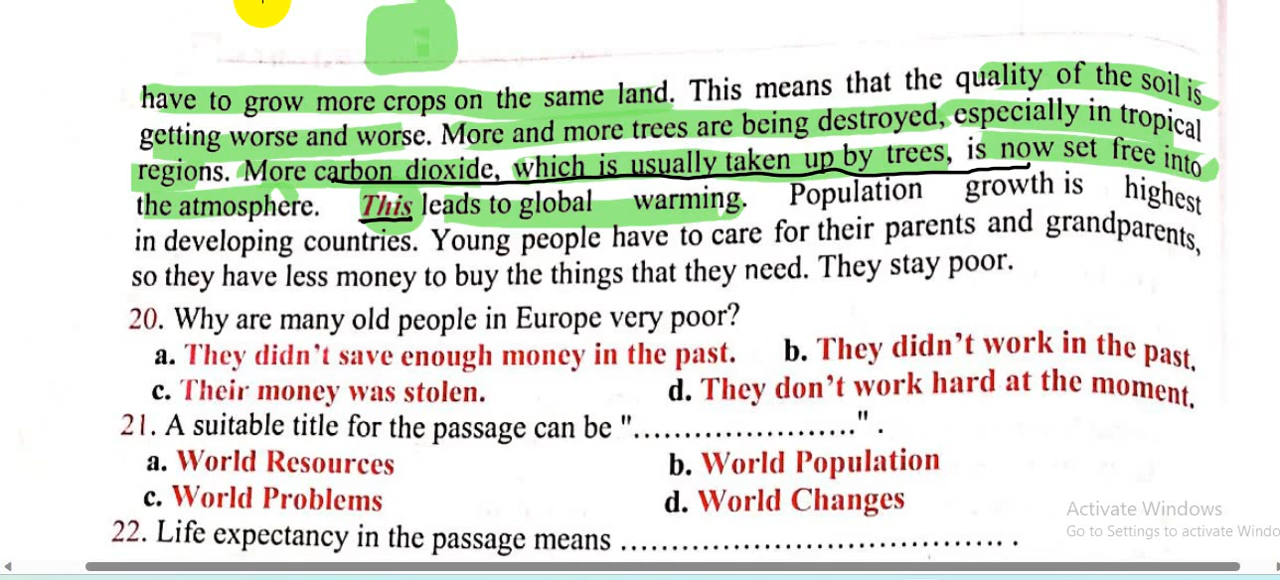 have to grow more crops on the same land. This means that the quality of the soil is
getting worse and worse. More and more trees are being destroyed, especially in tropical
regions. More carbon dioxide, which is usually taken up by trees, is now set free into
the atmosphere. This leads to global warming. Population growth is highest
in developing countries. Young people have to care for their parents and grandparents,
so they have less money to buy the things that they need. They stay poor.
20. Why are many old people in Europe very poor?
a. They didn't save enough money in the past. b. They didn't work in the past.
c. Their money was stolen. d. They don't work hard at the moment.
21. A suitable title for the passage can be "......................" .
a. World Resources b. World Population
c. World Problems d. World Changes
22. Life expectancy in the passage means ...................................... .
Activate Windows
Go to Settings to activate Windo